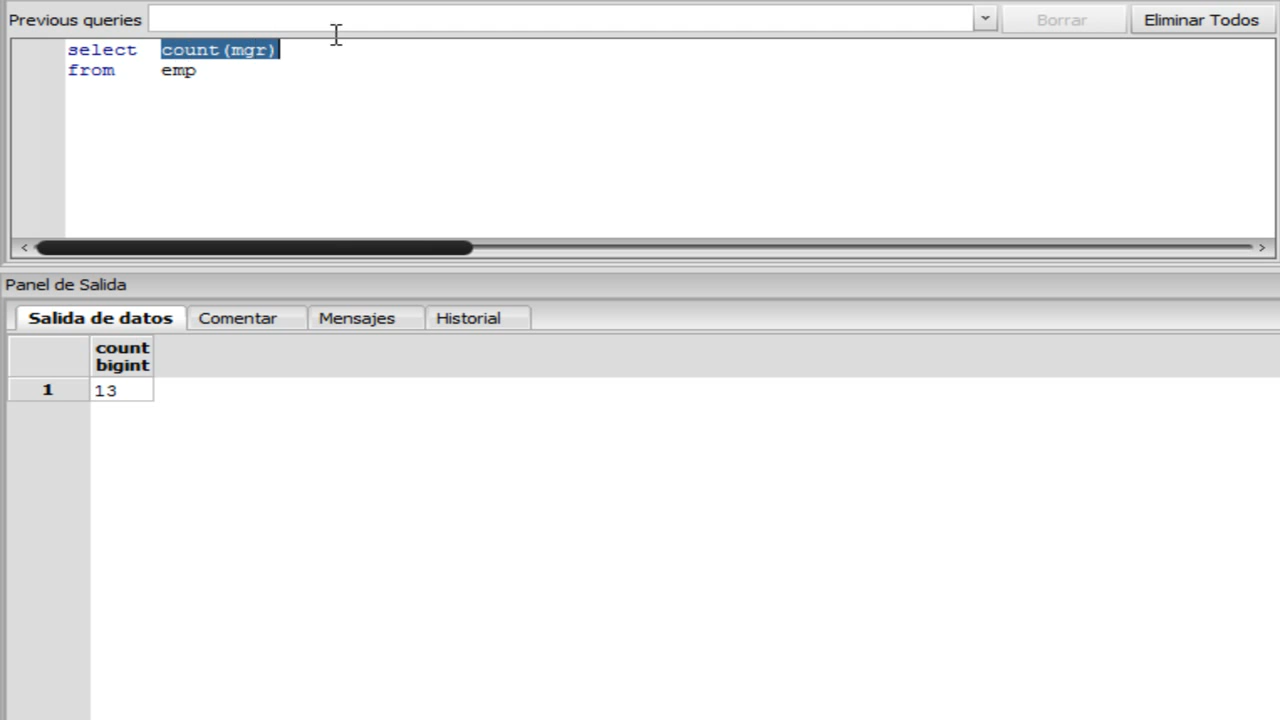 Previous queries Borrar Eliminar Todos
select count(mgr)
from emp
Panel de Salida
Salida de datos Comentar Mensajes Historial
count
bigint
1 13